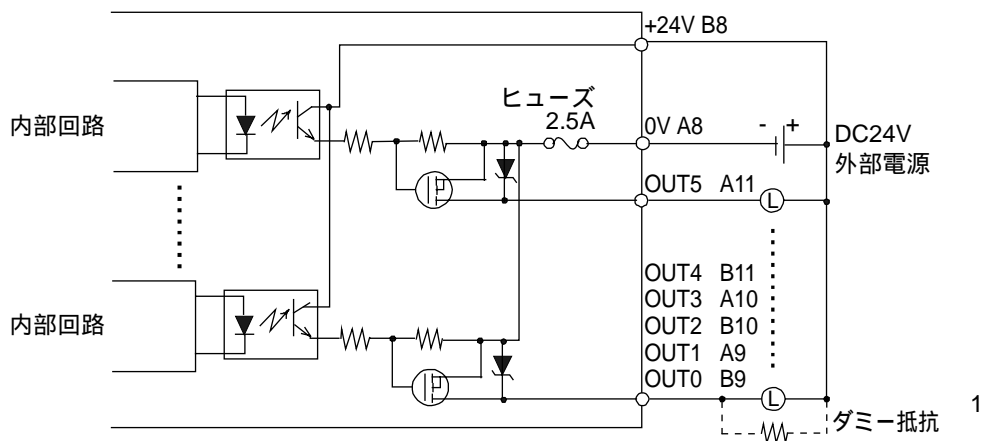 +24V B8
内部回路
ヒューズ
2.5A
0V A8
- +
DC24V
外部電源
OUT5 A11
L
OUT4 B11
OUT3 A10
OUT2 B10
OUT1 A9
OUT0 B9
内部回路
L
ダミー抵抗
1